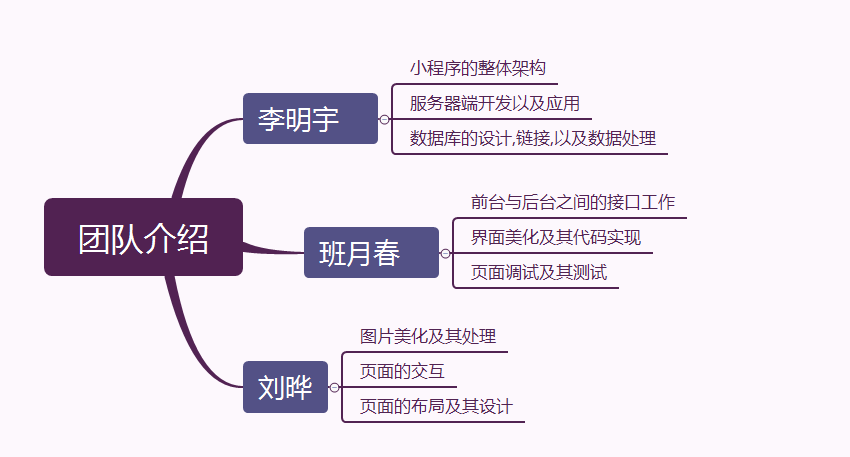 团队介绍
李明宇
小程序的整体架构
服务器端开发以及应用
数据库的设计,链接,以及数据处理
班月春
前台与后台之间的接口工作
界面美化及其代码实现
页面调试及其测试
刘晔
图片美化及其处理
页面的交互
页面的布局及其设计